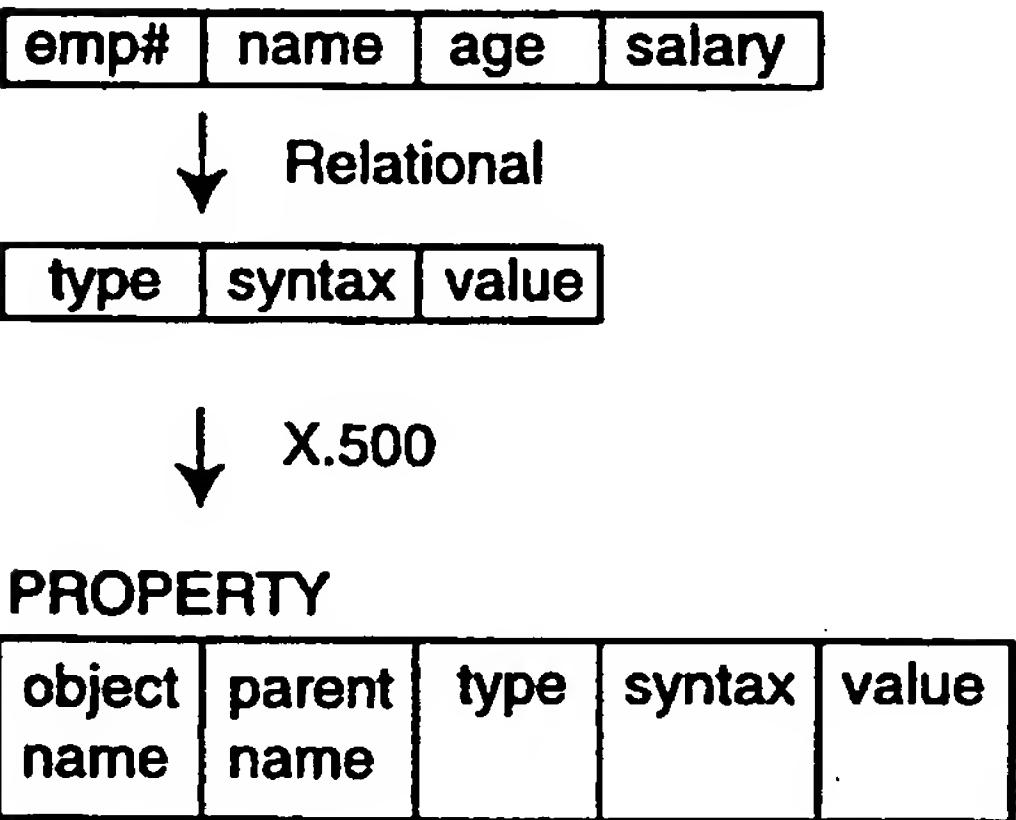 emp# name age salary
Relational
type syntax value
X.500
PROPERTY
object parent type syntax value
name name